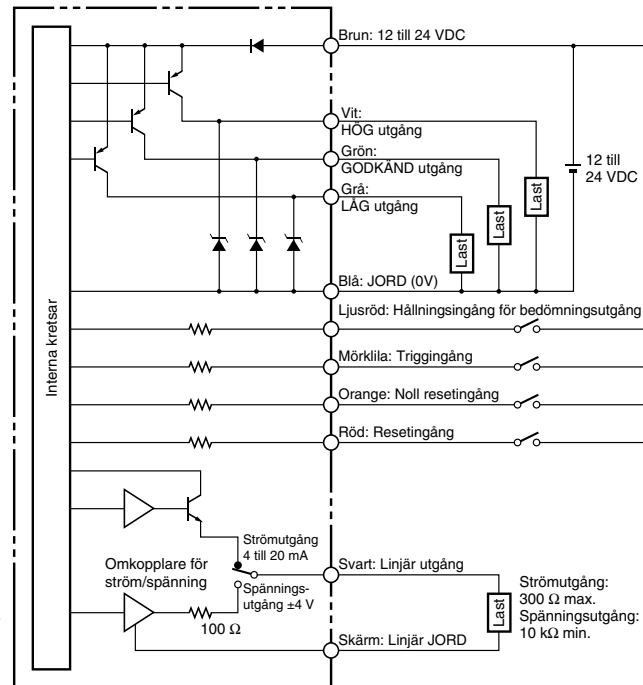 Brun: 12 till 24 VDC
Vit:
HÖG utgång
Grön:
GODKÄND utgång
Grå:
LÅG utgång
Last
Last
Last
12 till
24 VDC
Blå: JORD (0V)
Interna kretsar
Ljusröd: Hållningsingång för bedömningsutgång
Mörklila: Triggingång
Orange: Noll resetingång
Röd: Resetingång
Strömutgång
4 till 20 mA
Omkopplare för
ström/spänning
Spännings-
utgång ±4 V
100 Ω
Svart: Linjär utgång
Skärm: Linjär JORD
Last
Strömutgång:
300 Ω max.
Spänningsutgång:
10 kΩ min.